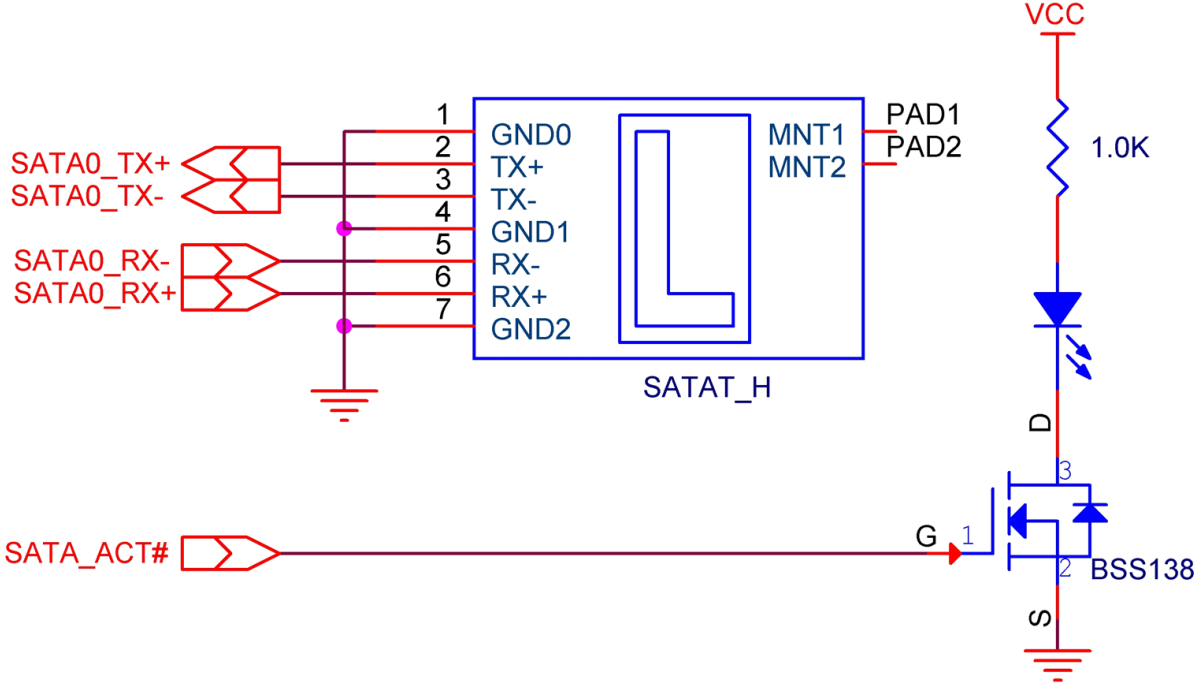 VCC
1.0K
1
GND0
MNT1
PAD1
SATA0_TX+
2
TX+
MNT2
PAD2
SATA0_TX-
3
TX-
4
GND1
SATA0_RX-
5
RX-
SATA0_RX+
6
RX+
7
GND2
SATAT_H
D
3
SATA_ACT#
G
1
2
BSS138
S